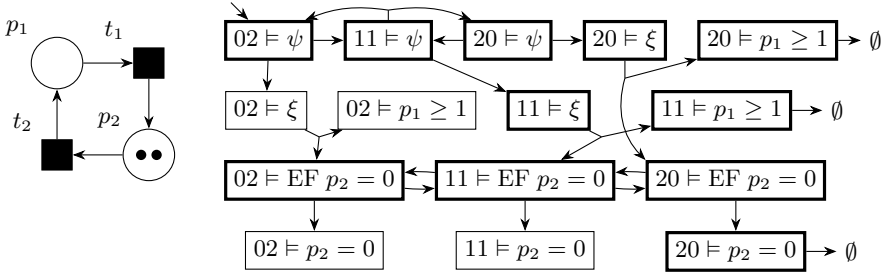 p₁
t₁
t₂
p₂
02 ⊨ ψ
11 ⊨ ψ
20 ⊨ ψ
20 ⊨ ξ
20 ⊨ p₁ ≥ 1
∅
02 ⊨ ξ
02 ⊨ p₁ ≥ 1
11 ⊨ ξ
11 ⊨ p₁ ≥ 1
∅
02 ⊨ EF p₂ = 0
11 ⊨ EF p₂ = 0
20 ⊨ EF p₂ = 0
02 ⊨ p₂ = 0
11 ⊨ p₂ = 0
20 ⊨ p₂ = 0
∅